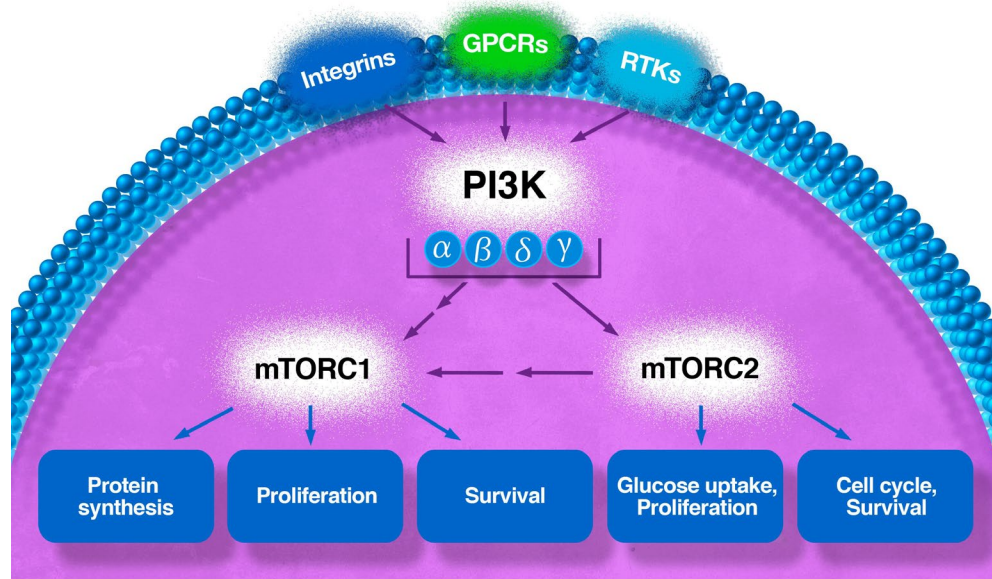 Integrins
GPCRs
RTKs
PI3K
α β δ γ
mTORC1
mTORC2
Protein
synthesis
Proliferation
Survival
Glucose uptake,
Proliferation
Cell cycle,
Survival